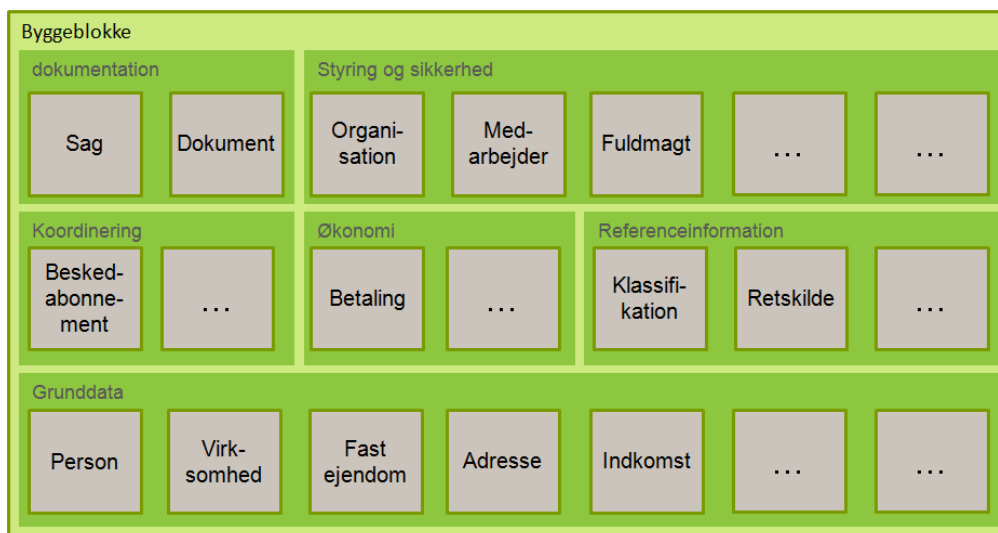 Byggeblokke
dokumentation
Sag
Dokument
Styring og sikkerhed
Organi-
sation
Med-
arbejder
Fuldmagt
...
...
Koordinering
Besked-
abonne-
ment
...
Økonomi
Betaling
...
Referenceinformation
Klassifi-
kation
Retskilde
...
Grunddata
Person
Virk-
somhed
Fast
ejendom
Adresse
Indkomst
...
...